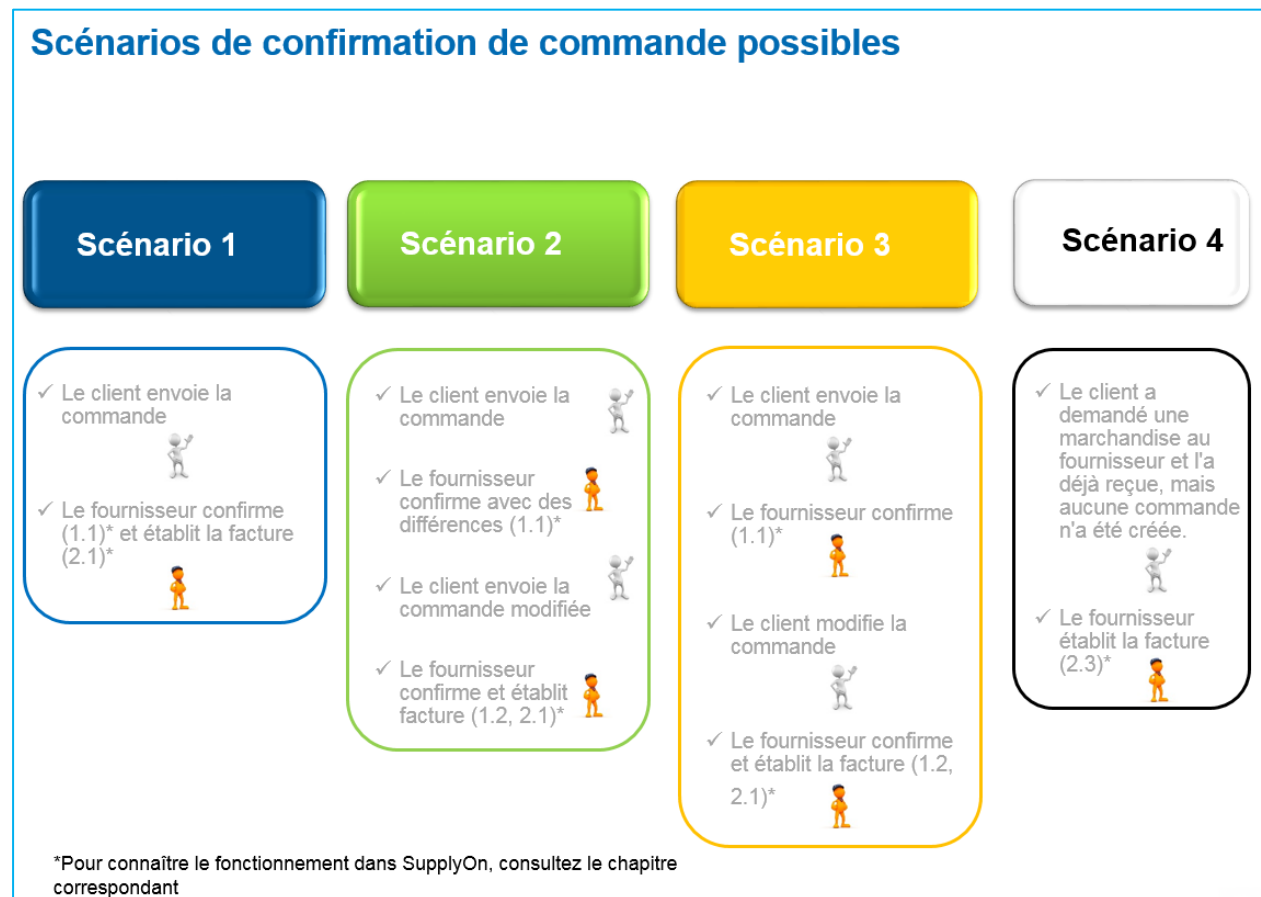 Scénarios de confirmation de commande possibles
Scénario 1
Scénario 2
Scénario 3
Scénario 4
✓ Le client envoie la
commande
✓ Le fournisseur confirme
(1.1)* et établit la facture
(2.1)*
✓ Le client envoie la
commande
✓ Le fournisseur
confirme avec des
différences (1.1)*
✓ Le client envoie la
commande modifiée
✓ Le fournisseur
confirme et établit
facture (1.2, 2.1)*
✓ Le client envoie la
commande
✓ Le fournisseur confirme
(1.1)*
✓ Le client modifie la
commande
✓ Le fournisseur confirme
et établit la facture (1.2,
2.1)*
✓ Le client a
demandé une
marchandise au
fournisseur et l'a
déjà reçue, mais
aucune commande
n'a été créée.
✓ Le fournisseur
établit la facture
(2.3)*
*Pour connaître le fonctionnement dans SupplyOn, consultez le chapitre
correspondant